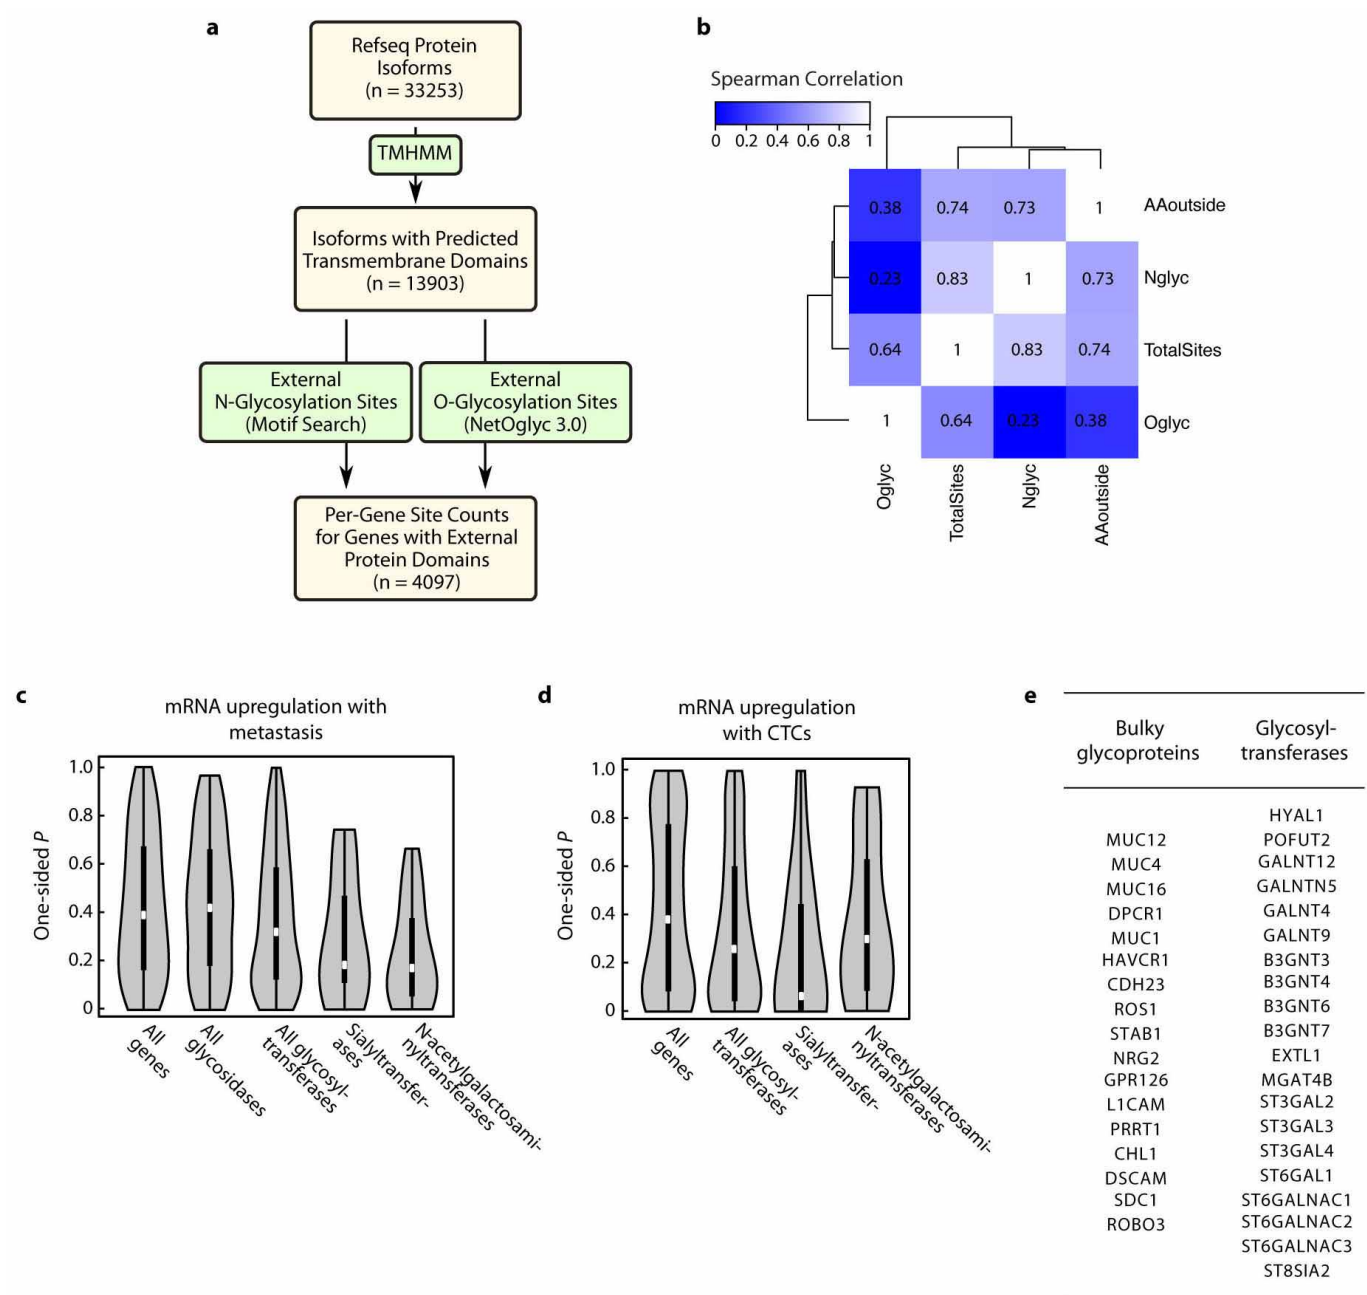 a
Refseq Protein
Isoforms
(n = 33253)
TMHMM
Isoforms with Predicted
Transmembrane Domains
(n = 13903)
External
N-Glycosylation Sites
(Motif Search)
External
O-Glycosylation Sites
(NetOglyc 3.0)
Per-Gene Site Counts
for Genes with External
Protein Domains
(n = 4097)
b
Spearman Correlation
0 0.2 0.4 0.6 0.8 1
0.38 0.74 0.73 1 AAoutside
0.23 0.83 1 0.73 Nglyc
0.64 1 0.83 0.74 TotalSites
1 0.64 0.23 0.38 Oglyc
Oglyc
TotalSites
Nglyc
AAoutside
c
mRNA upregulation with
metastasis
One-sided P
1.0
0.8
0.6
0.4
0.2
0
All
genes
All
glycosidases
All glycosyl-
transferases
Sialyltransfer-
ases
N-acetylgalactosami-
nyltransferases
d
mRNA upregulation
with CTCs
One-sided P
1.0
0.8
0.6
0.4
0.2
0
All
genes
All glycosyl-
transferases
Sialyltransfer-
ases
N-acetylgalactosami-
nyltransferases
e
Bulky
glycoproteins
MUC12
MUC4
MUC16
DPCR1
MUC1
HAVCR1
CDH23
ROS1
STAB1
NRG2
GPR126
L1CAM
PRRT1
CHL1
DSCAM
SDC1
ROBO3
Glycosyl-
transferases
HYAL1
POFUT2
GALNT12
GALNTN5
GALNT4
GALNT9
B3GNT3
B3GNT4
B3GNT6
B3GNT7
EXTL1
MGAT4B
ST3GAL2
ST3GAL3
ST3GAL4
ST6GAL1
ST6GALNAC1
ST6GALNAC2
ST6GALNAC3
ST8SIA2